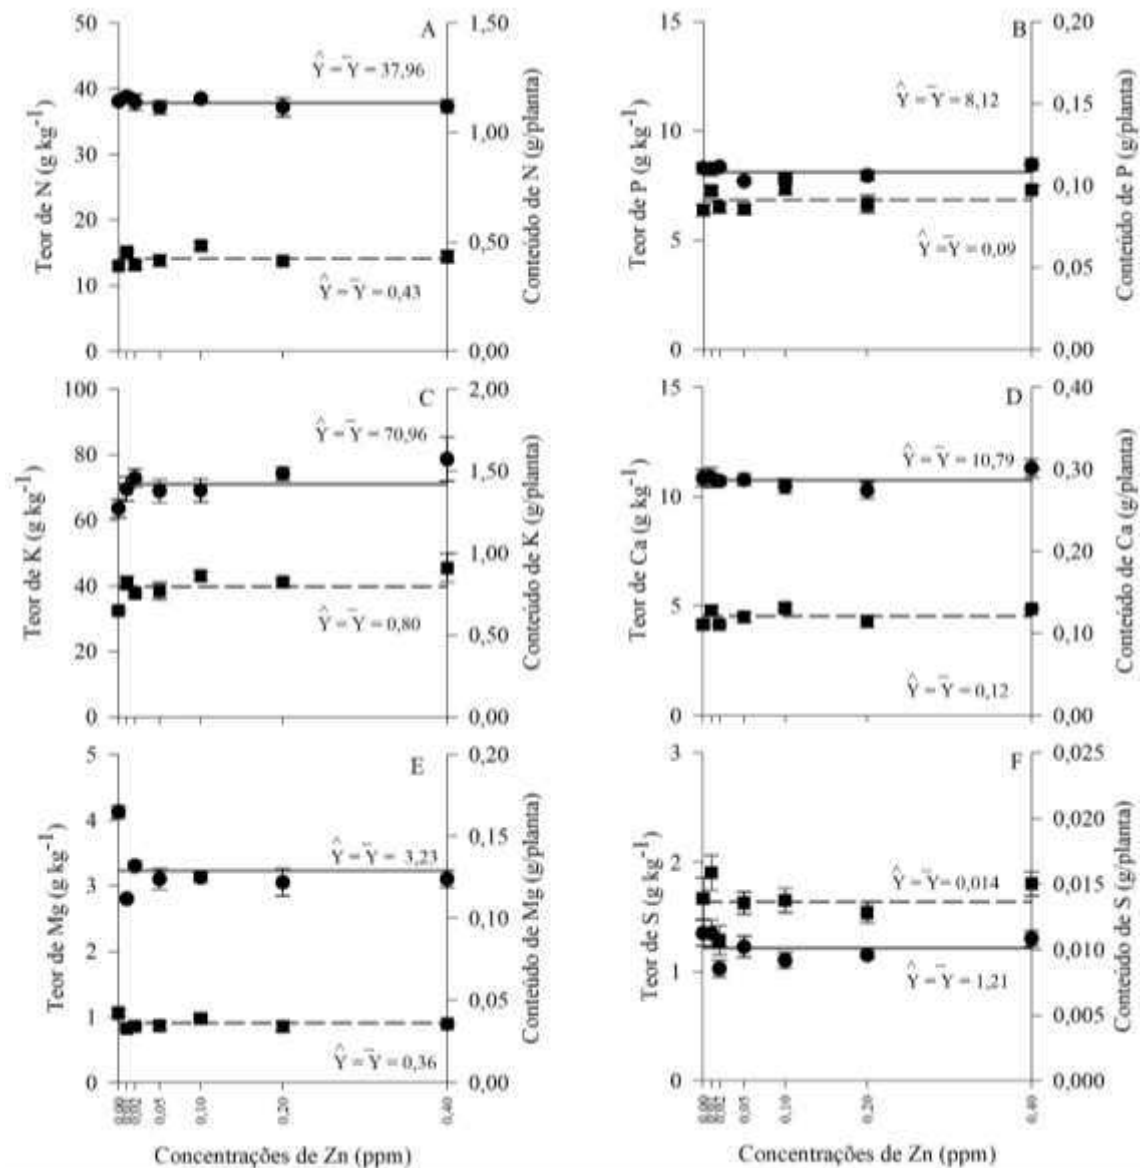 A
50
40
30
20
10
0
Teor de N (g kg-1)
1,50
1,00
0,50
0,00
Conteúdo de N (g/planta)
Ŷ = Ȳ = 37,96
Ŷ = Ȳ = 0,43
B
15
10
5
0
Teor de P (g kg-1)
0,20
0,15
0,10
0,05
0,00
Conteúdo de P (g/planta)
Ŷ = Ȳ = 8,12
Ŷ = Ȳ = 0,09
C
100
80
60
40
20
0
Teor de K (g kg-1)
2,00
1,50
1,00
0,50
0,00
Conteúdo de K (g/planta)
Ŷ = Ȳ = 70,96
Ŷ = Ȳ = 0,80
D
15
10
5
0
Teor de Ca (g kg-1)
0,40
0,30
0,20
0,10
0,00
Conteúdo de Ca (g/planta)
Ŷ = Ȳ = 10,79
Ŷ = Ȳ = 0,12
E
5
4
3
2
1
0
Teor de Mg (g kg-1)
0,20
0,15
0,10
0,05
0,00
Conteúdo de Mg (g/planta)
Ŷ = Ȳ = 3,23
Ŷ = Ȳ = 0,36
0,00
0,02
0,05
0,10
0,20
0,40
Concentrações de Zn (ppm)
F
3
2
1
0
Teor de S (g kg-1)
0,025
0,020
0,015
0,010
0,005
0,000
Conteúdo de S (g/planta)
Ŷ = Ȳ = 0,014
Ŷ = Ȳ = 1,21
0,00
0,02
0,05
0,10
0,20
0,40
Concentrações de Zn (ppm)